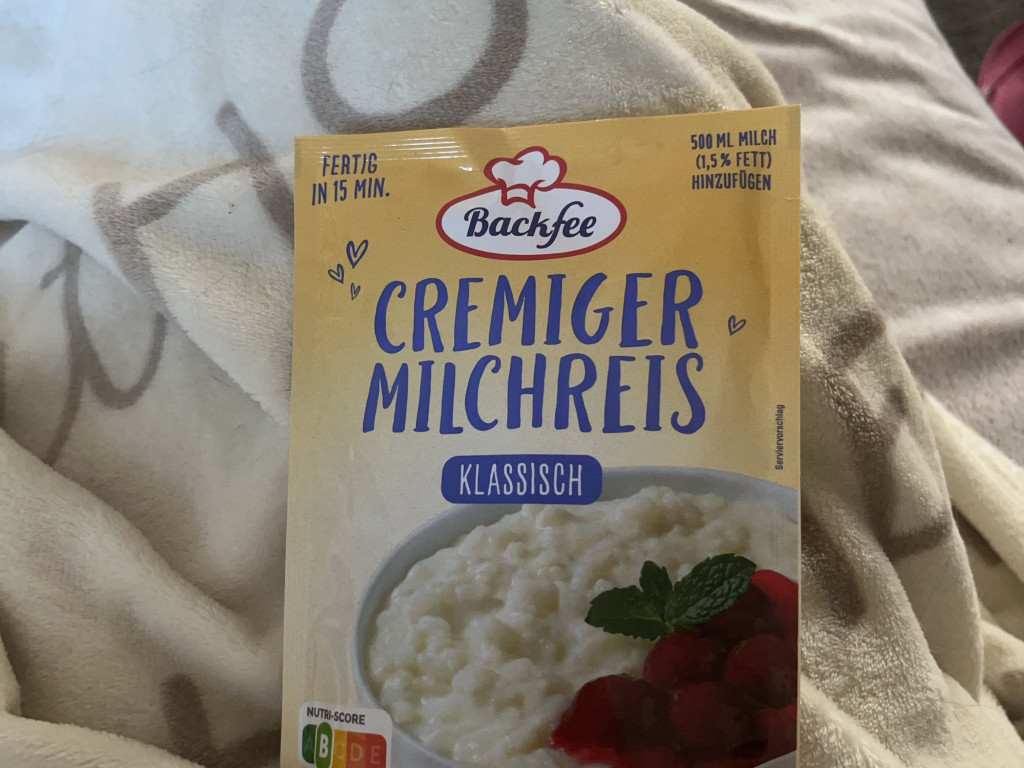 FERTIG
IN 15 MIN.
500 ML MILCH
(1,5 % FETT)
HINZUFÜGEN
Backfee
CREMIGER
MILCHREIS
KLASSISCH
Serviervorschlag
NUTRI-SCORE
A B C D E